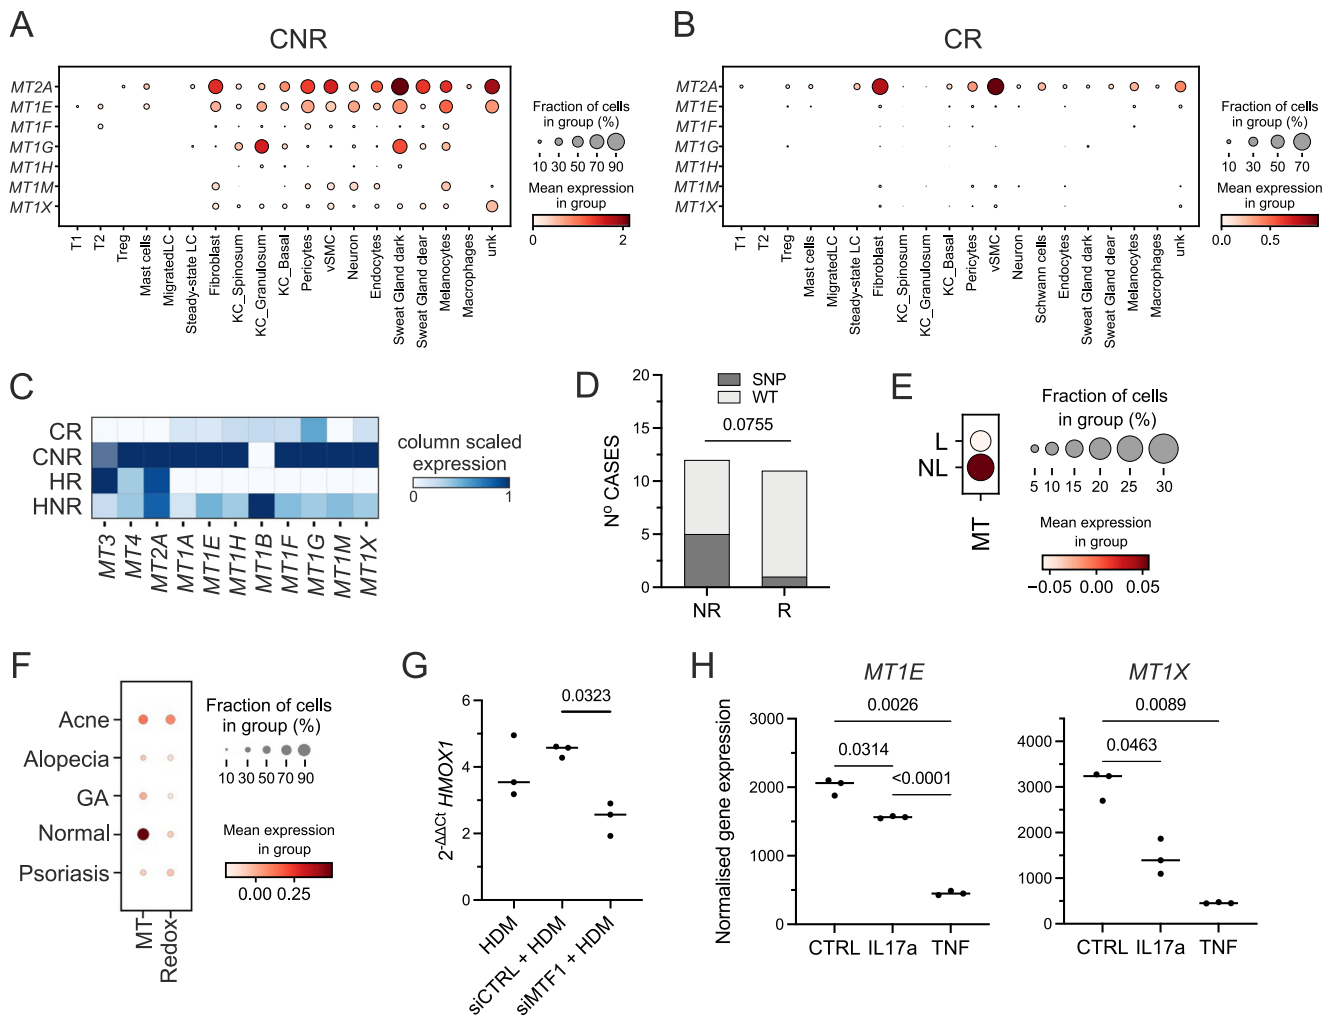 A
CNR
MT2A
MT1E
MT1F
MT1G
MT1H
MT1M
MT1X
T1
T2
Treg
Mast cells
MigratedLC
Steady-state LC
Fibroblast
KC_Spinosum
KC_Granulosum
KC_Basal
Pericytes
vSMC
Neuron
Endocytes
Sweat Gland dark
Sweat Gland clear
Melanocytes
Macrophages
unk
Fraction of cells
in group (%)
10 30 50 70 90
Mean expression
in group
0 2
B
CR
MT2A
MT1E
MT1F
MT1G
MT1H
MT1M
MT1X
T1
T2
Treg
Mast cells
MigratedLC
Steady-state LC
Fibroblast
KC_Spinosum
KC_Granulosum
KC_Basal
Pericytes
vSMC
Neuron
Schwann cells
Endocytes
Sweat Gland dark
Sweat Gland clear
Melanocytes
Macrophages
unk
Fraction of cells
in group (%)
10 30 50 70
Mean expression
in group
0.0 0.5
C
CR
CNR
HR
HNR
MT3
MT4
MT2A
MT1A
MT1E
MT1H
MT1B
MT1F
MT1G
MT1M
MT1X
column scaled
expression
0 1
D
SNP
WT
0.0755
Nº CASES
20
15
10
5
0
NR R
E
L
NL
MT
Fraction of cells
in group (%)
5 10 15 20 25 30
Mean expression
in group
−0.05 0.00 0.05
F
Acne
Alopecia
GA
Normal
Psoriasis
MT
Redox
Fraction of cells
in group (%)
10 30 50 70 90
Mean expression
in group
0.00 0.25
G
2-ΔΔCt HMOX1
6
4
2
0
0.0323
HDM
siCTRL + HDM
siMTF1 + HDM
H
MT1E
Normalised gene expression
3000
2000
1000
0
0.0026
0.0314
<0.0001
CTRL IL17a TNF
MT1X
4000
3000
2000
1000
0
0.0089
0.0463
CTRL IL17a TNF